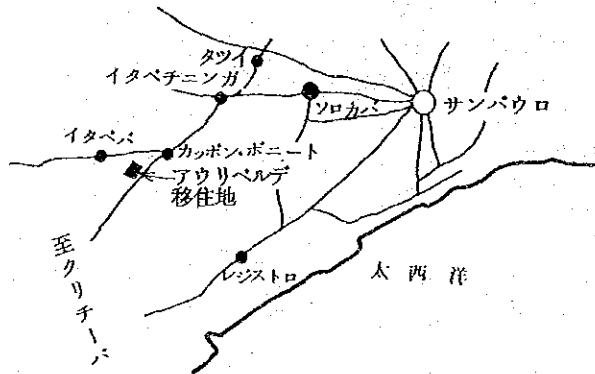 タツイ
イタペチニンガ
ソロカバ
サンパウロ
イタペバ
カッポン・ボニート
アウリベルデ
移住地
至クリチーバ
レジストロ
太西洋